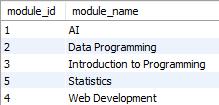 module_id module_name
1 AI
2 Data Programming
3 Introduction to Programming
5 Statistics
4 Web Development